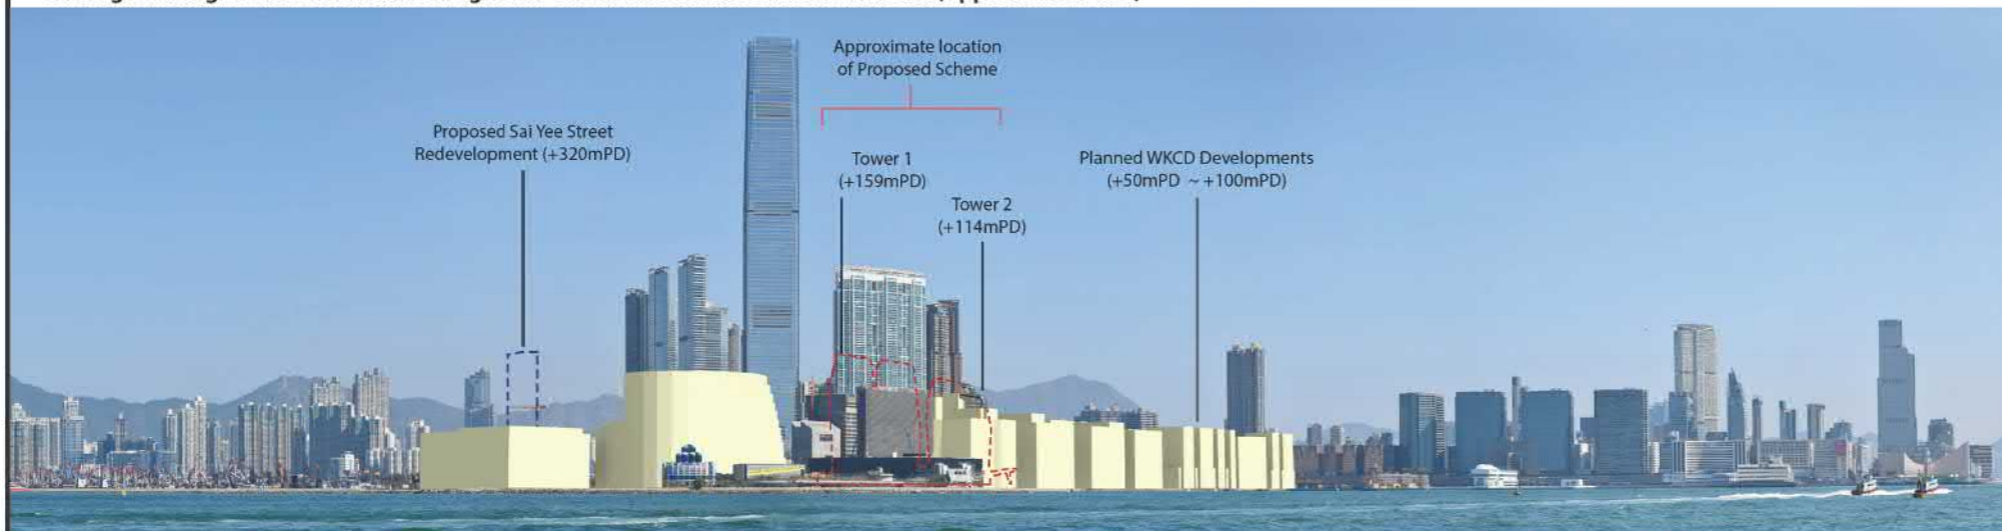 Approximate location
of Proposed Scheme
Proposed Sai Yee Street
Redevelopment (+320mPD)
Tower 1
(+159mPD)
Planned WKCD Developments
(+50mPD ~ +100mPD)
Tower 2
(+114mPD)